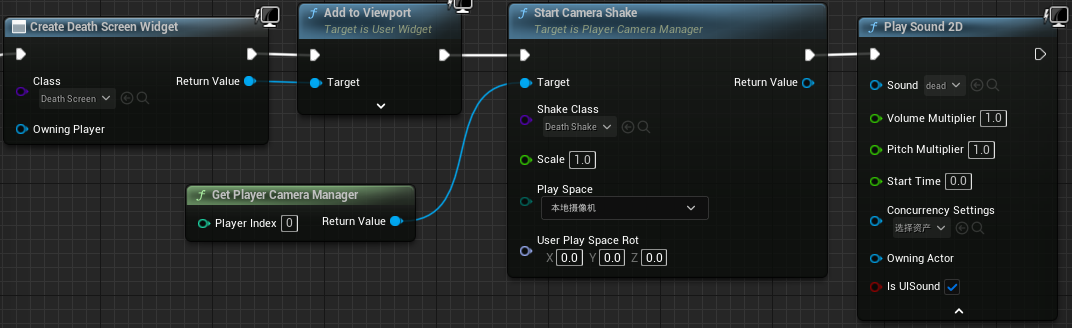 Create Death Screen Widget
Class
Death Screen
Return Value
Owning Player
Add to Viewport
Target is User Widget
Target
Get Player Camera Manager
Player Index 0
Return Value
Start Camera Shake
Target is Player Camera Manager
Target
Return Value
Shake Class
Death Shake
Scale 1.0
Play Space
本地摄像机
User Play Space Rot
X 0.0 Y 0.0 Z 0.0
Play Sound 2D
Sound dead
Volume Multiplier 1.0
Pitch Multiplier 1.0
Start Time 0.0
Concurrency Settings
选择资产
Owning Actor
Is UISound